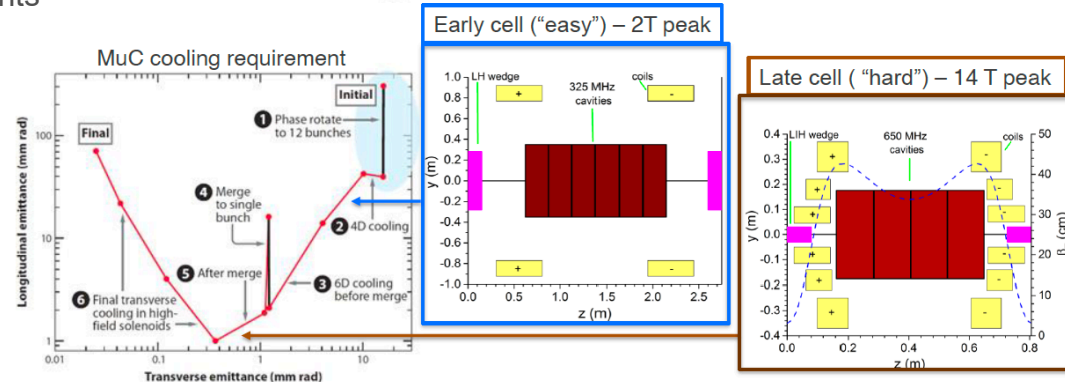 nts
MuC cooling requirement
Longitudinal emittance (mm rad)
100
10
1
0.01
0.1
1
10
Transverse emittance (mm rad)
Final
Initial
1 Phase rotate
to 12 bunches
4 Merge
to single
bunch
2 4D cooling
5 After merge
3 6D cooling
before merge
6 Final transverse
cooling in high-
field solenoids
Early cell (“easy”) – 2T peak
LH wedge
325 MHz
cavities
coils
+
-
+
-
y (m)
1.0
0.8
0.6
0.4
0.2
0.0
-0.2
-0.4
-0.6
-0.8
-1.0
0.0 0.5 1.0 1.5 2.0 2.5
z (m)
Late cell ( “hard”) – 14 T peak
LIH wedge
650 MHz
cavities
coils
+
-
+
-
+
-
+
-
+
-
+
-
y (m)
0.4
0.3
0.2
0.1
0.0
-0.1
-0.2
-0.3
-0.4
0.0 0.2 0.4 0.6 0.8
z (m)
50
40
30
20
10
0
(cm)